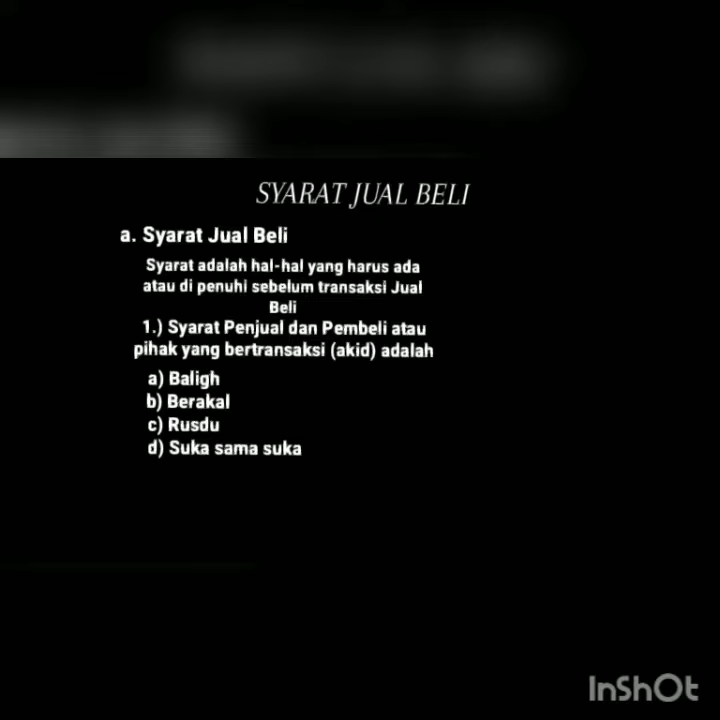 SYARAT JUAL BELI
a. Syarat Jual Beli
Syarat adalah hal-hal yang harus ada
atau di penuhi sebelum transaksi Jual
Beli
1.) Syarat Penjual dan Pembeli atau
pihak yang bertransaksi (akid) adalah
a) Baligh
b) Berakal
c) Rusdu
d) Suka sama suka
InShOt